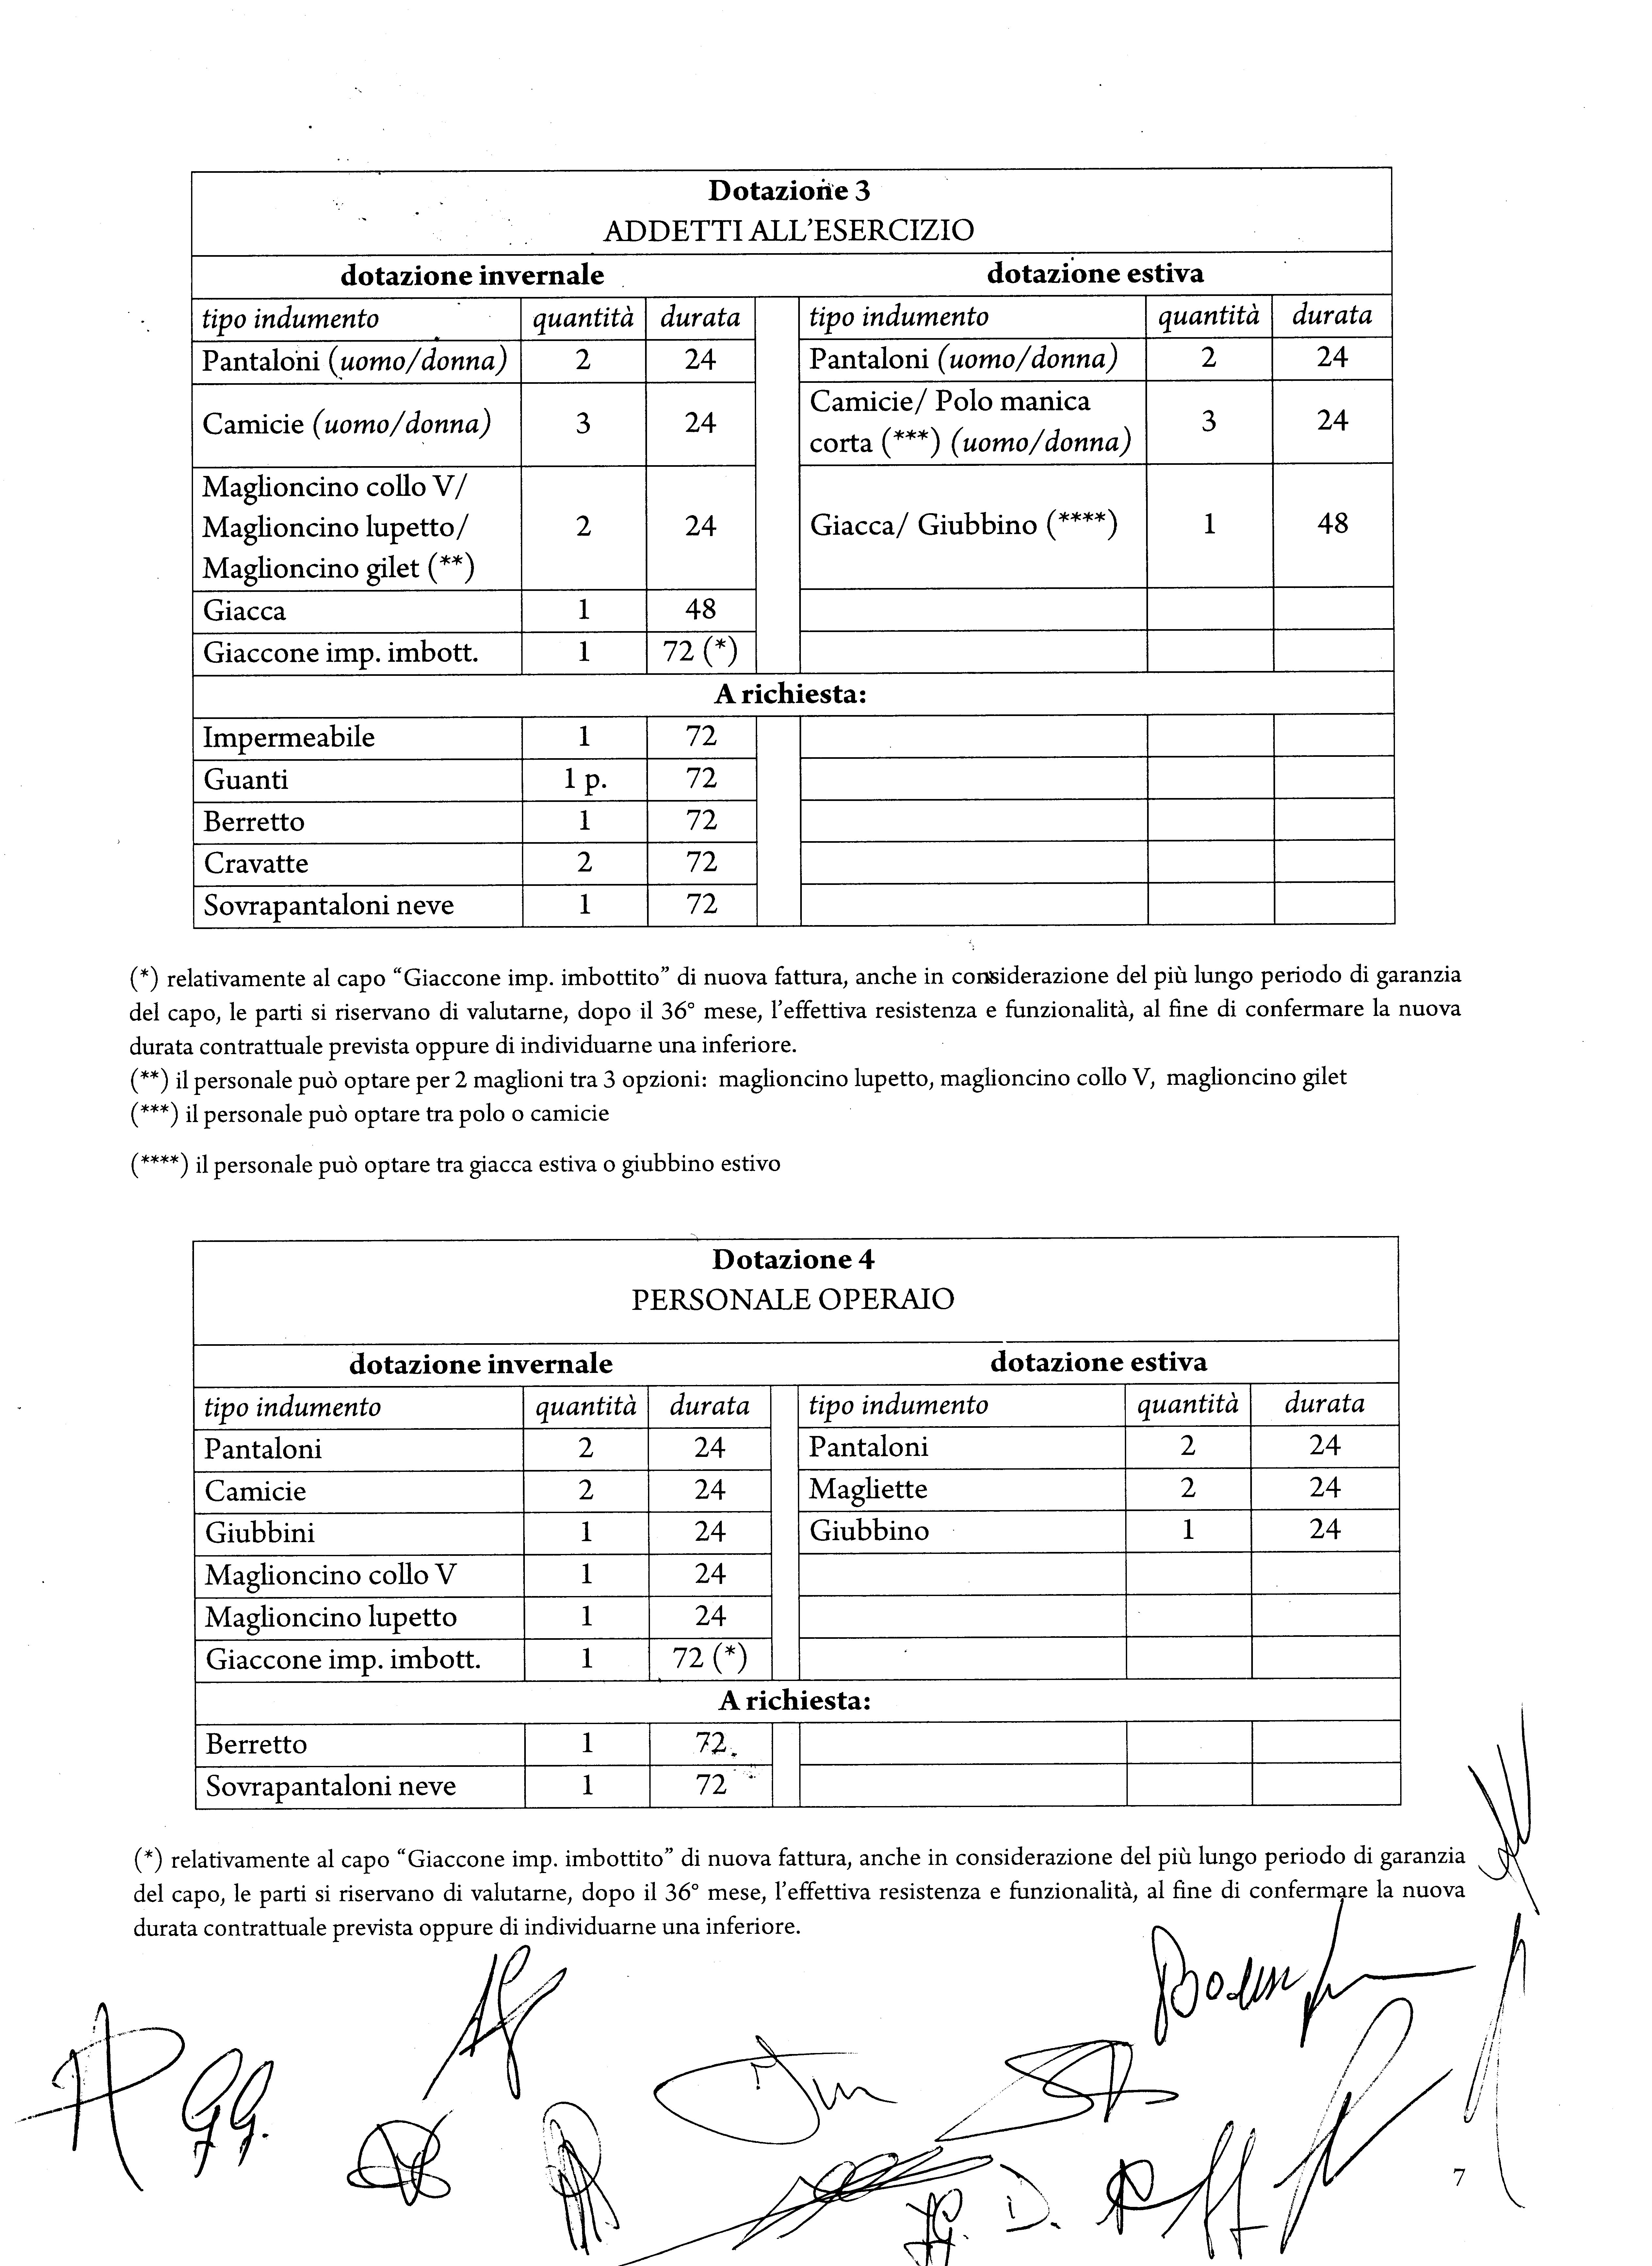 Dotazione 3
ADDETTI ALL'ESERCIZIO
dotazione invernale dotazione estiva
tipo indumento quantità durata tipo indumento quantità durata
Pantaloni (uomo/donna) 2 24 Pantaloni (uomo/donna) 2 24
Camicie (uomo/donna) 3 24 Camicie/ Polo manica
corta (***) (uomo/donna) 3 24
Maglioncino collo V/
Maglioncino lupetto/
Maglioncino gilet (**) 2 24 Giacca/ Giubbino (****) 1 48
Giacca 1 48
Giaccone imp. imbott. 1 72 (*)
A richiesta:
Impermeabile 1 72
Guanti 1 p. 72
Berretto 1 72
Cravatte 2 72
Sovrapantaloni neve 1 72
(*) relativamente al capo “Giaccone imp. imbottito” di nuova fattura, anche in considerazione del più lungo periodo di garanzia
del capo, le parti si riservano di valutarne, dopo il 36° mese, l'effettiva resistenza e funzionalità, al fine di confermare la nuova
durata contrattuale prevista oppure di individuarne una inferiore.
(**) il personale può optare per 2 maglioni tra 3 opzioni: maglioncino lupetto, maglioncino collo V, maglioncino gilet
(***) il personale può optare tra polo o camicie
(****) il personale può optare tra giacca estiva o giubbino estivo
Dotazione 4
PERSONALE OPERAIO
dotazione invernale dotazione estiva
tipo indumento quantità durata tipo indumento quantità durata
Pantaloni 2 24 Pantaloni 2 24
Camicie 2 24 Magliette 2 24
Giubbini 1 24 Giubbino 1 24
Maglioncino collo V 1 24
Maglioncino lupetto 1 24
Giaccone imp. imbott. 1 72 (*)
A richiesta:
Berretto 1 72
Sovrapantaloni neve 1 72
(*) relativamente al capo “Giaccone imp. imbottito” di nuova fattura, anche in considerazione del più lungo periodo di garanzia
del capo, le parti si riservano di valutarne, dopo il 36° mese, l'effettiva resistenza e funzionalità, al fine di confermare la nuova
durata contrattuale prevista oppure di individuarne una inferiore.
GG.
D.
7